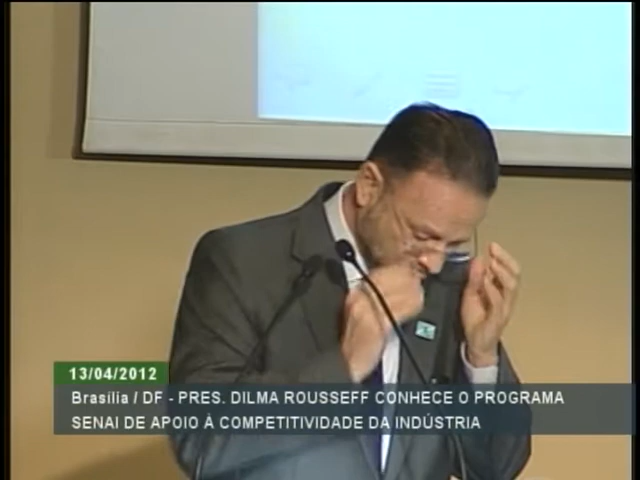 13/04/2012
Brasília / DF - PRES. DILMA ROUSSEFF CONHECE O PROGRAMA
SENAI DE APOIO À COMPETITIVIDADE DA INDÚSTRIA